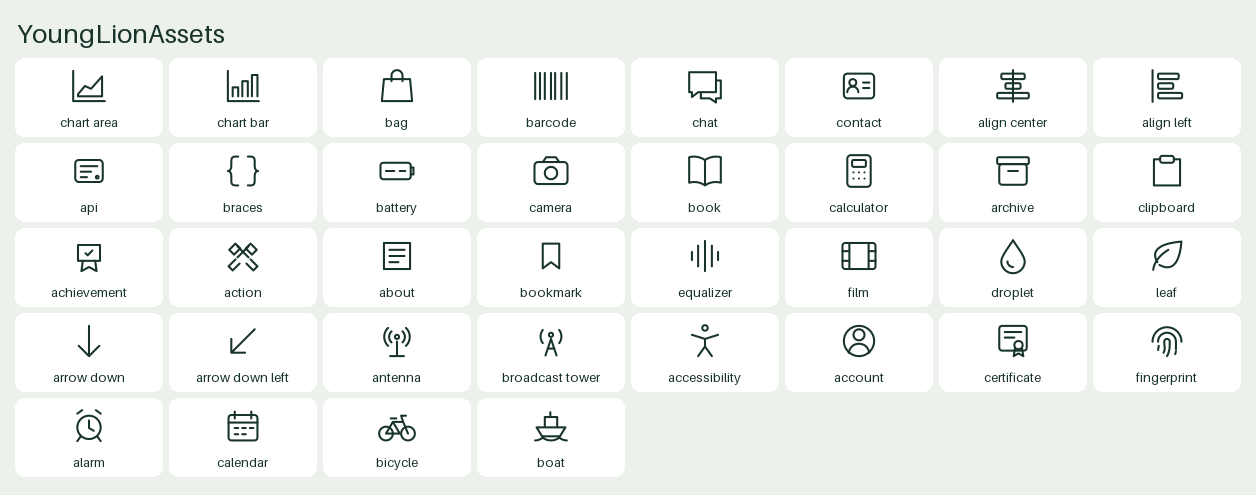 YoungLionAssets
chart area
chart bar
bag
barcode
chat
contact
align center
align left
api
braces
battery
camera
book
calculator
archive
clipboard
achievement
action
about
bookmark
equalizer
film
droplet
leaf
arrow down
arrow down left
antenna
broadcast tower
accessibility
account
certificate
fingerprint
alarm
calendar
bicycle
boat